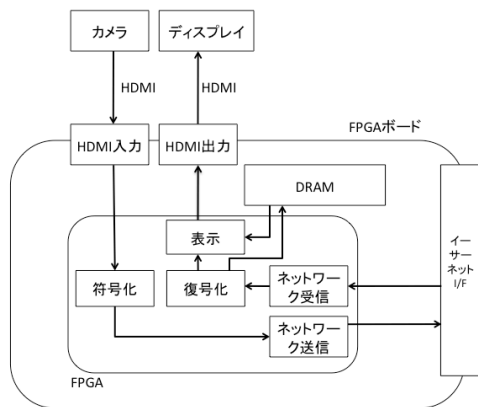 カメラ
ディスプレイ
HDMI
HDMI
FPGAボード
HDMI入力
HDMI出力
DRAM
表示
イー
サー
ネット
I/F
符号化
復号化
ネットワー
ク受信
ネットワー
ク送信
FPGA